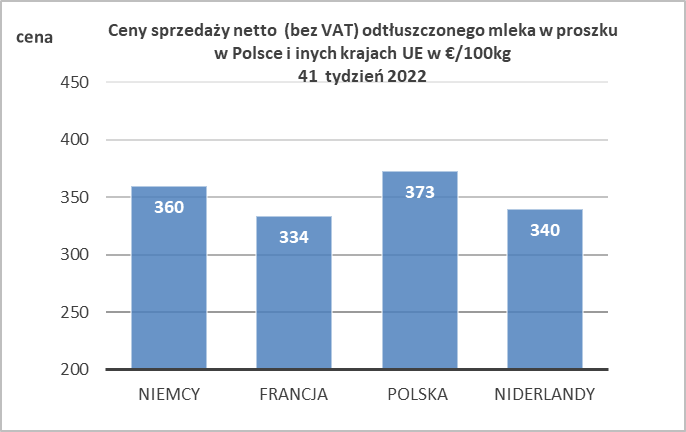 cena
Ceny sprzedaży netto (bez VAT) odtłuszczonego mleka w proszku
w Polsce i inych krajach UE w €/100kg
41 tydzień 2022
450
400
350
300
250
200
360
334
373
340
NIEMCY
FRANCJA
POLSKA
NIDERLANDY